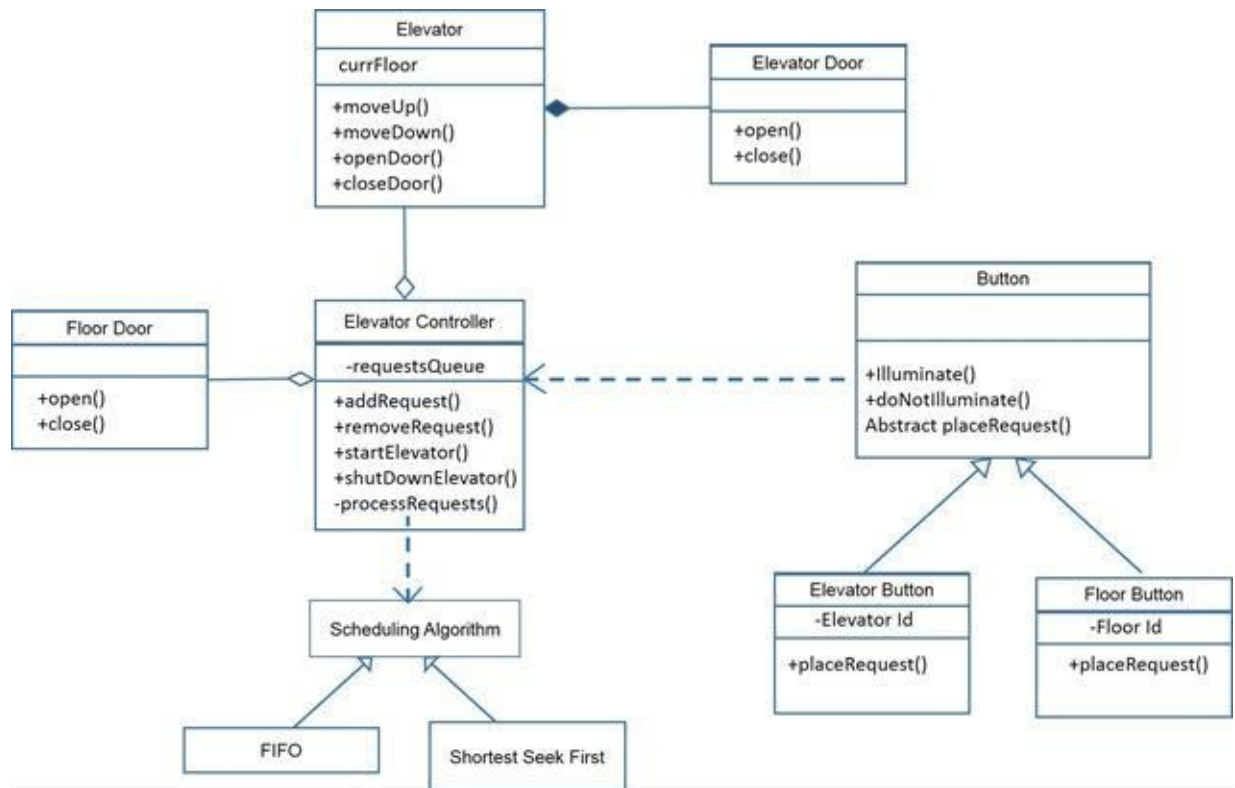 Elevator
currFloor
+moveUp()
+moveDown()
+openDoor()
+closeDoor()
Elevator Door
+open()
+close()
Floor Door
+open()
+close()
Elevator Controller
-requestsQueue
+addRequest()
+removeRequest()
+startElevator()
+shutDownElevator()
-processRequests()
Button
+Illuminate()
+doNotIlluminate()
Abstract placeRequest()
Elevator Button
-Elevator Id
+placeRequest()
Floor Button
-Floor Id
+placeRequest()
Scheduling Algorithm
FIFO
Shortest Seek First